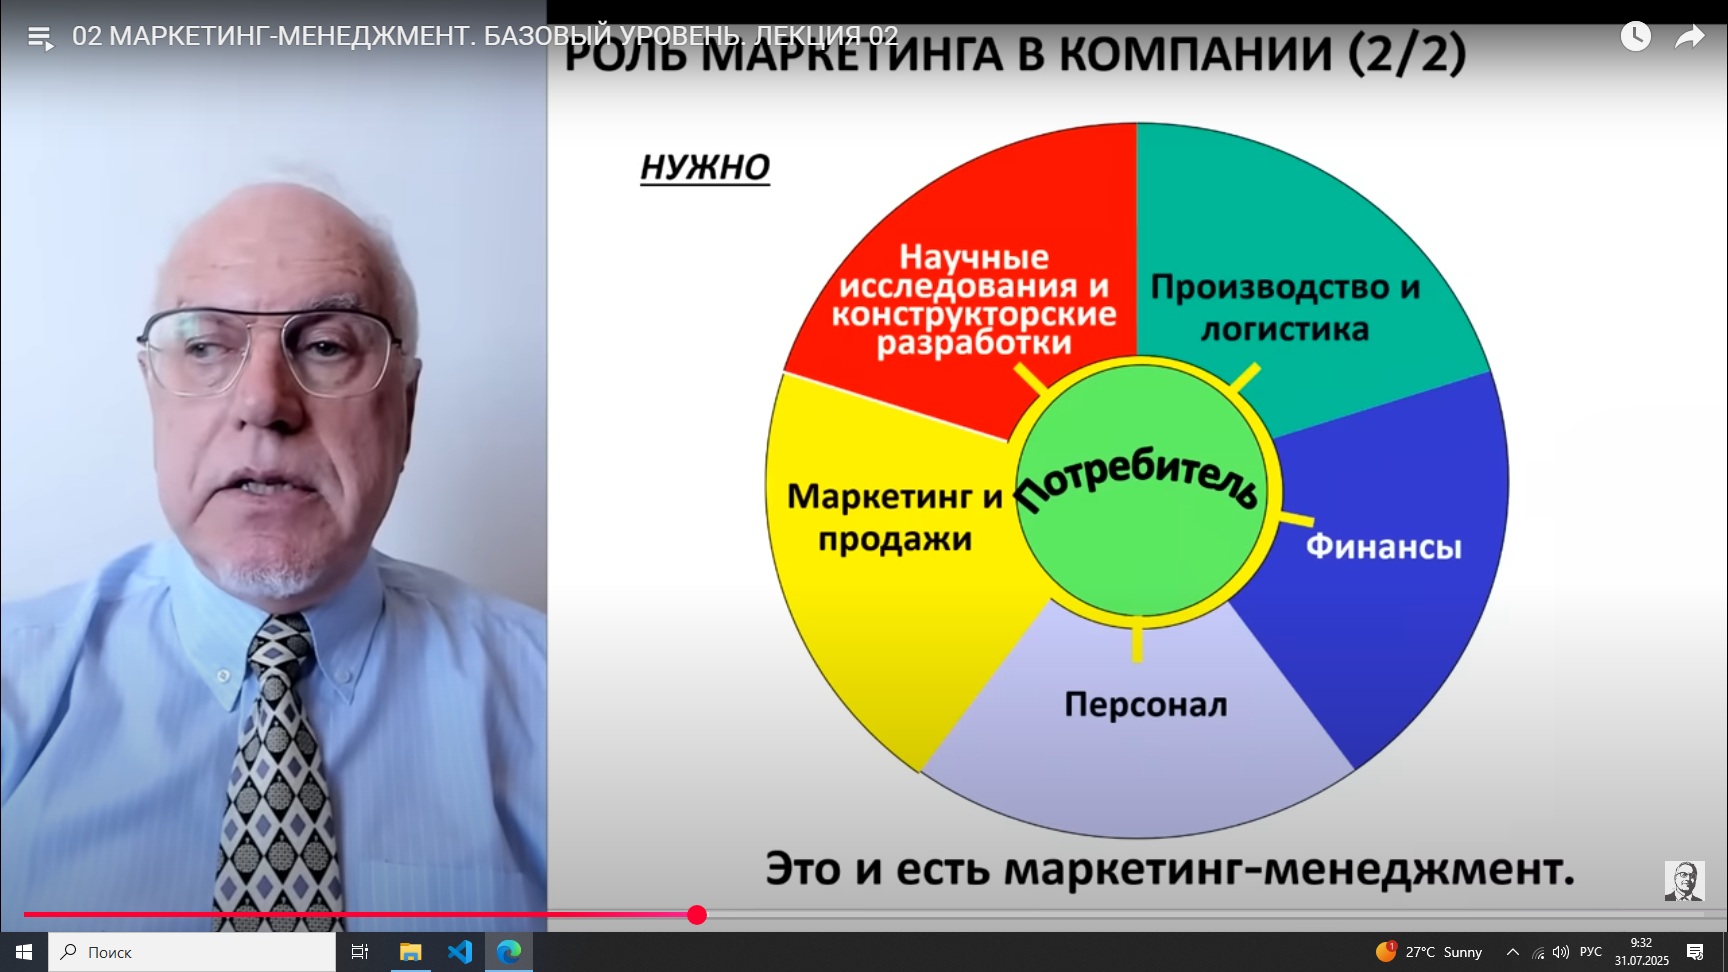 02 МАРКЕТИНГ-МЕНЕДЖМЕНТ. БАЗОВЫЙ УРОВЕНЬ. ЛЕКЦИЯ 02
РОЛЬ МАРКЕТИНГА В КОМПАНИИ (2/2)
НУЖНО
Научные
исследования и
конструкторские
разработки
Производство и
логистика
Потребитель
Маркетинг и
продажи
Финансы
Персонал
Это и есть маркетинг-менеджмент.
Поиск
1
27°C Sunny
РУС
9:32
31.07.2025